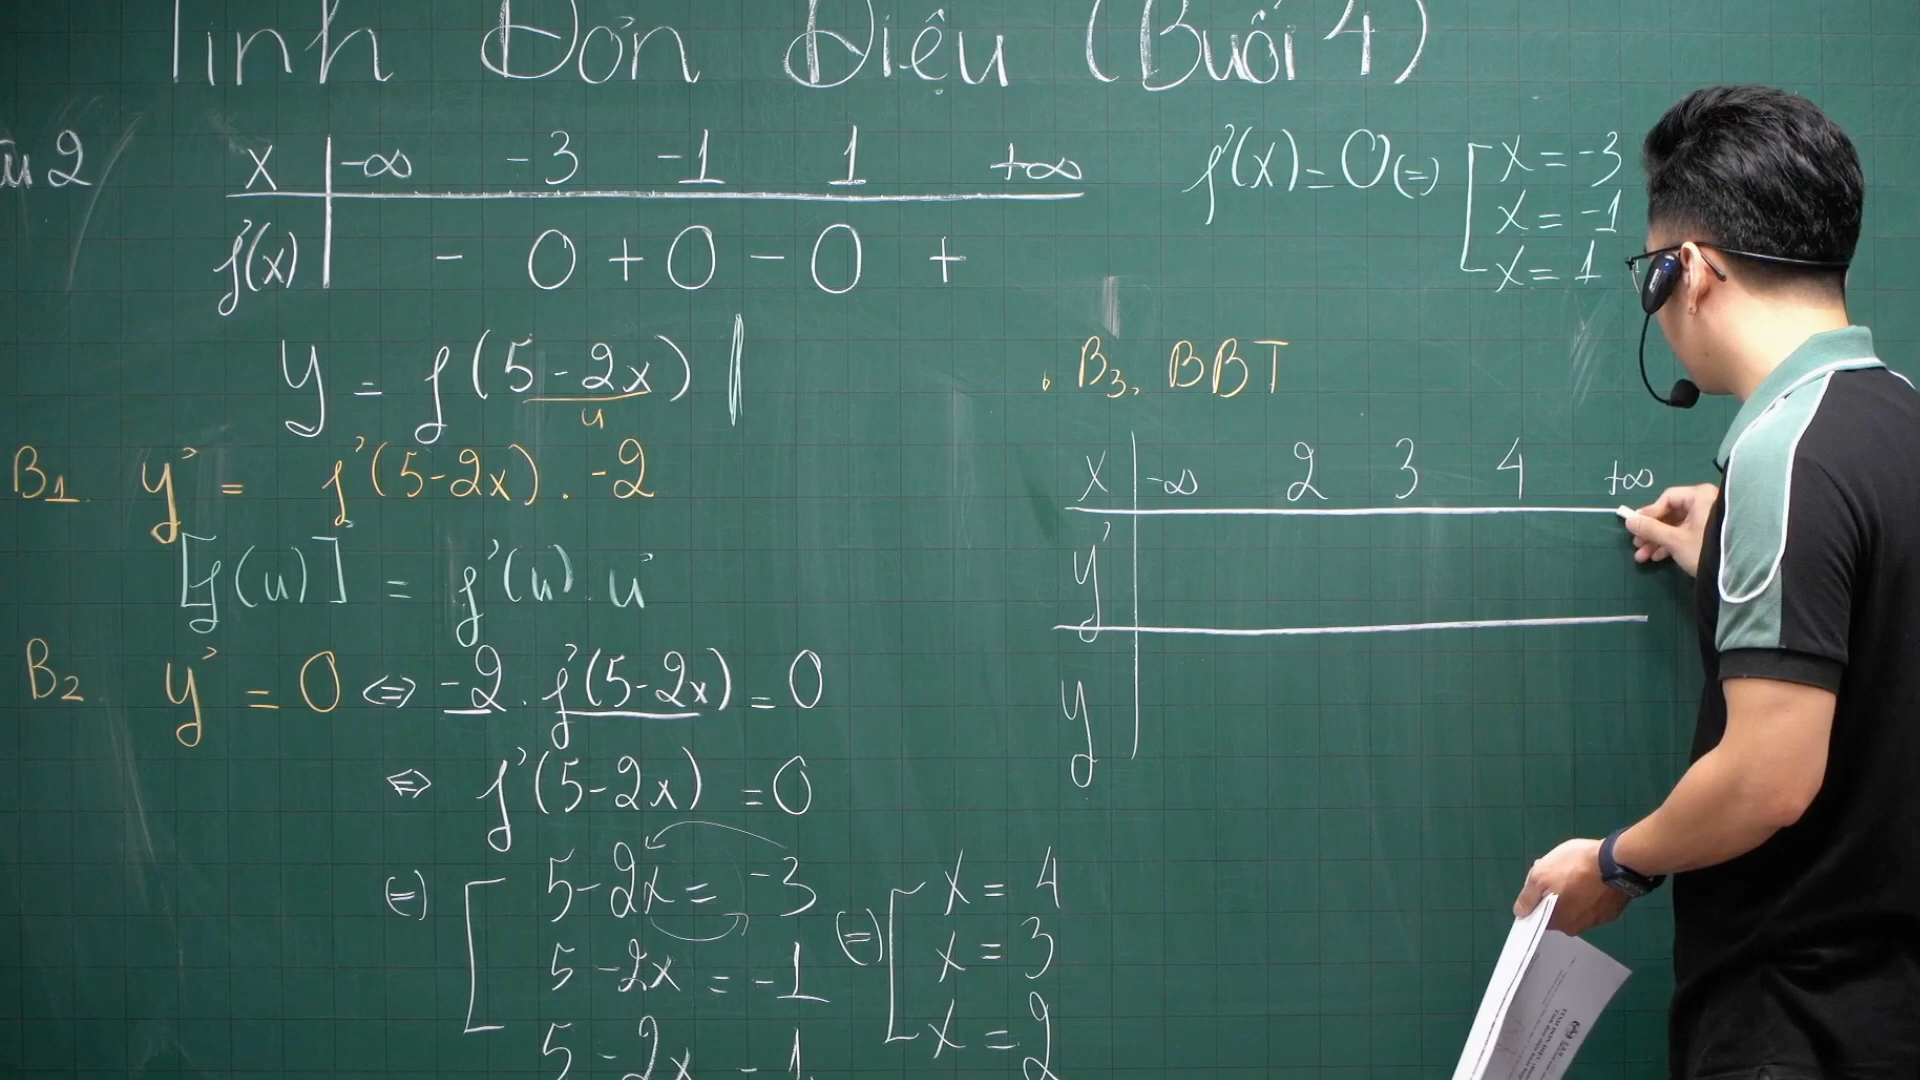 Tính Đơn Điệu (Buổi 4)
2
x -∞ -3 -1 1 +∞
f'(x) - 0 + 0 - 0 +
f'(x) = 0 (=) [ x = -3
x = -1
x = 1
y = f(5-2x)
u
B1. y' = f'(5-2x) . -2
[f(u)]' = f'(u) . u'
B2 y' = 0 <=> -2 . f'(5-2x) = 0
<=> f'(5-2x) = 0
(=) [ 5-2x = -3 (=) [ x = 4
5-2x = -1 x = 3
5-2x = 1 x = 2
B3. BBT
x -∞ 2 3 4 +∞
y'
y